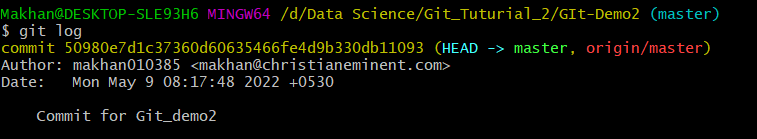 Makhan@DESKTOP-SLE93H6 MINGW64 /d/Data Science/Git_Tuturial_2/GIt-Demo2 (master)
$ git log
commit 50980e7d1c37360d60635466fe4d9b330db11093 (HEAD -> master, origin/master)
Author: makhan010385 <makhan@christianeminent.com>
Date:   Mon May 9 08:17:48 2022 +0530
    Commit for Git_demo2